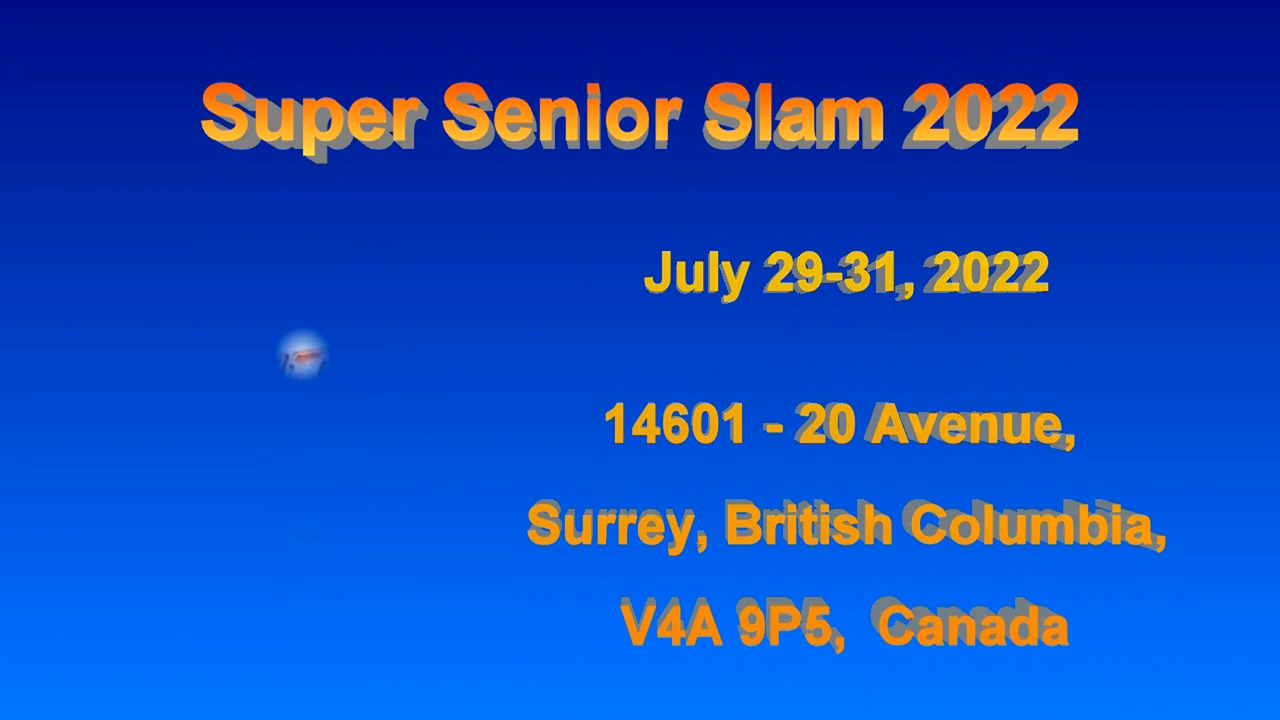 Super Senior Slam 2022
July 29-31, 2022
14601 - 20 Avenue,
Surrey, British Columbia,
V4A 9P5, Canada